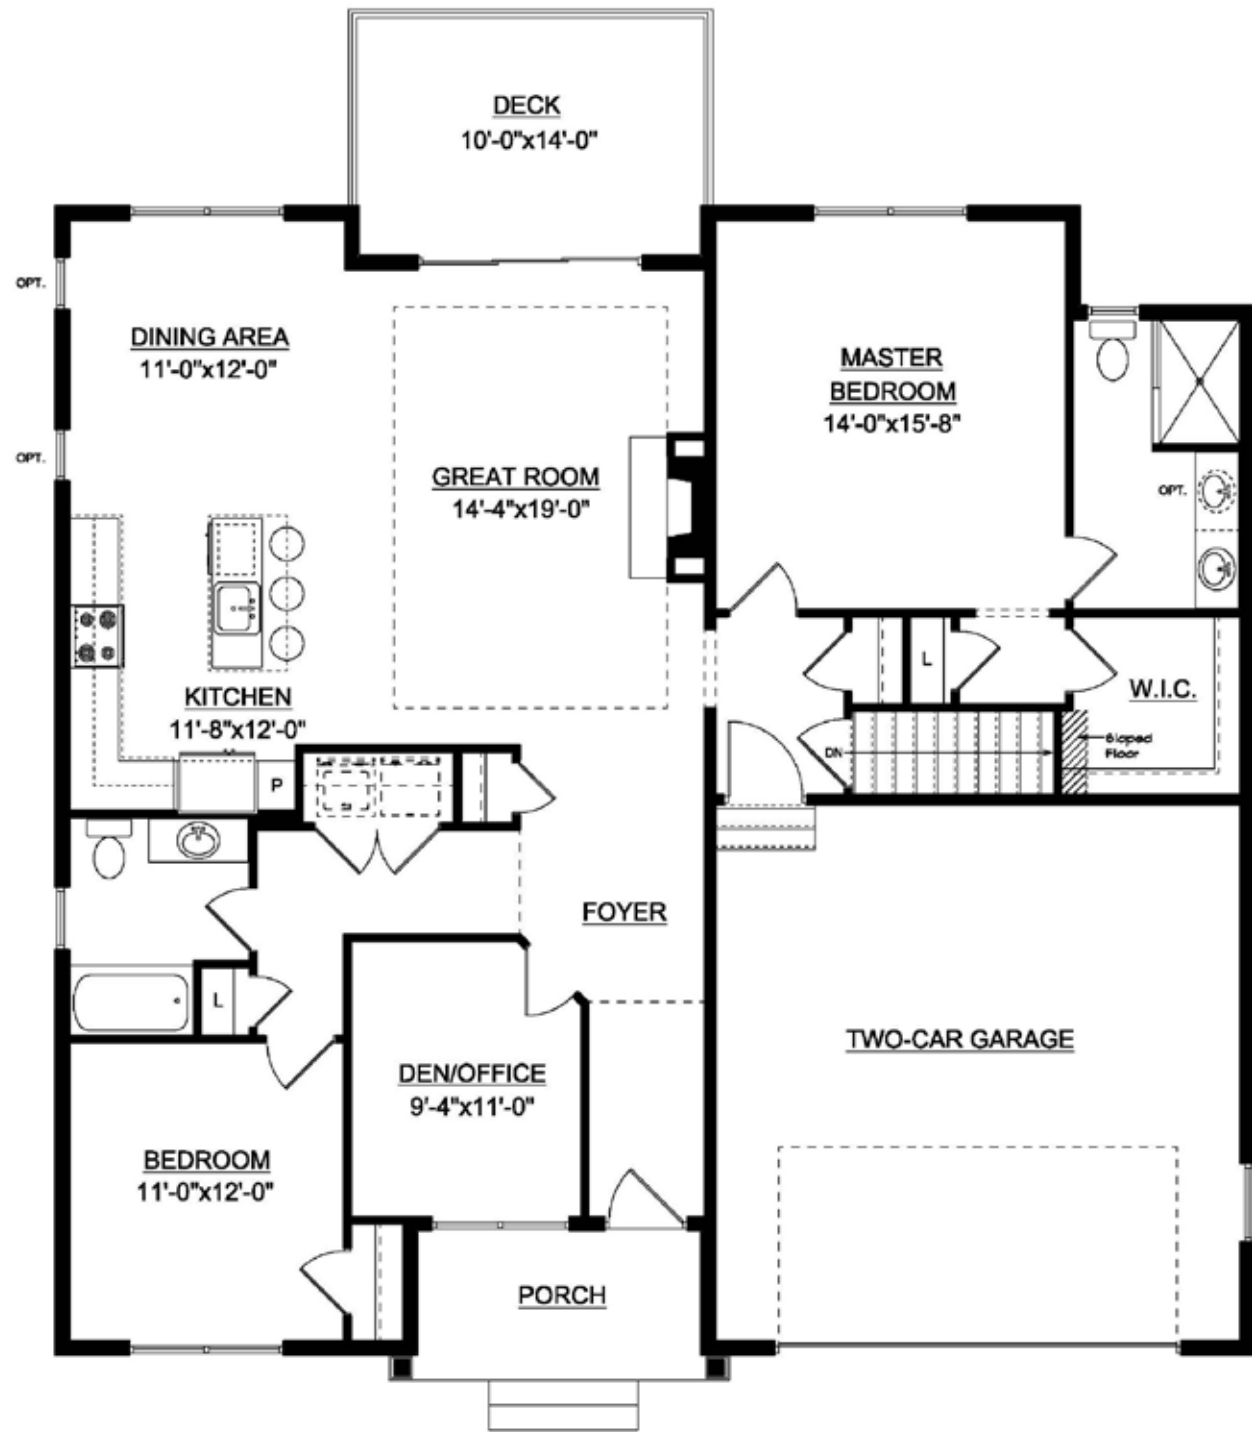 DECK
10'-0"x14'-0"
OPT.
DINING AREA
11'-0"x12'-0"
MASTER
BEDROOM
14'-0"x15'-8"
OPT.
GREAT ROOM
14'-4"x19'-0"
OPT.
KITCHEN
11'-8"x12'-0"
L
W.I.C.
DN
Sloped
Floor
P
FOYER
L
TWO-CAR GARAGE
DEN/OFFICE
9'-4"x11'-0"
BEDROOM
11'-0"x12'-0"
PORCH